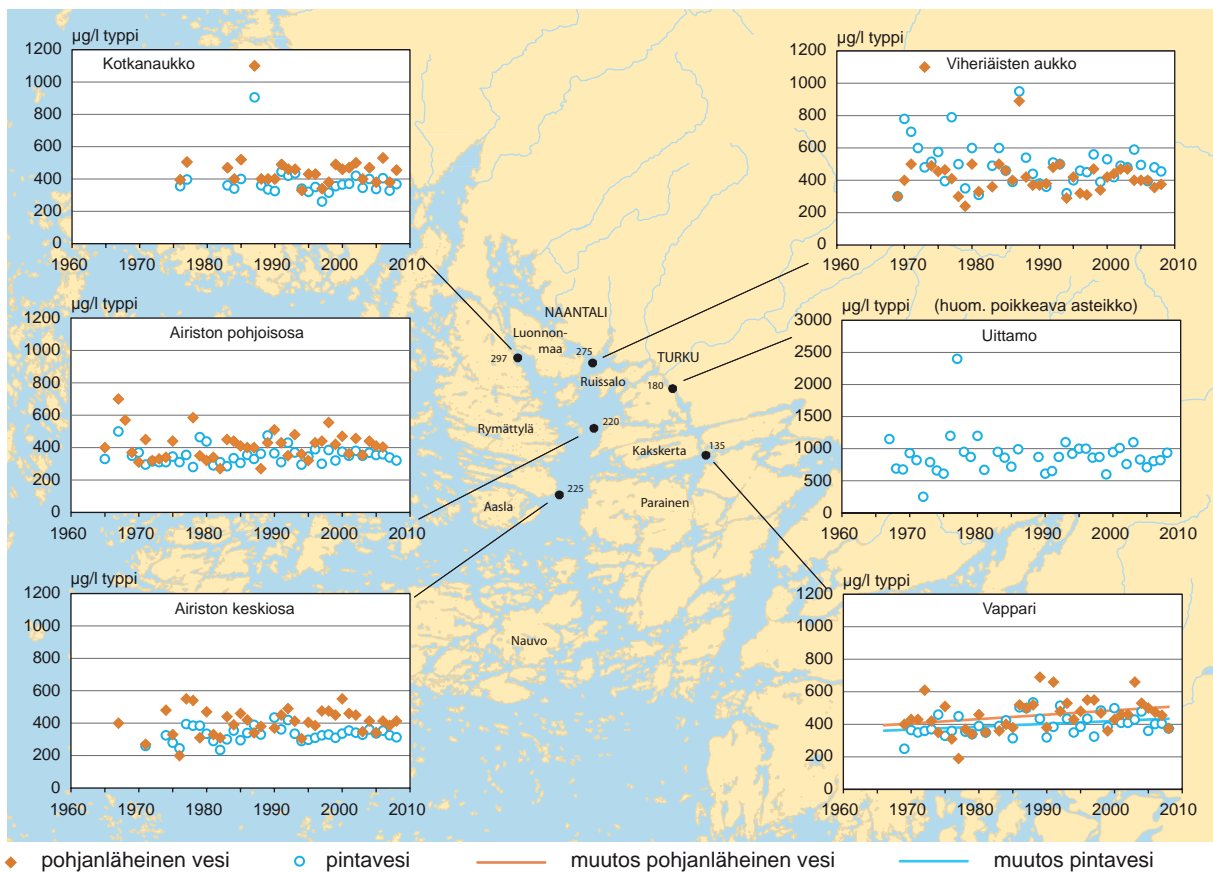 µg/l typpi
1200
1000
800
600
400
200
0
1960 1970 1980 1990 2000 2010
Kotkanaukko
µg/l typpi
1200
1000
800
600
400
200
0
1960 1970 1980 1990 2000 2010
Viheriäisten aukko
µg/l typpi
1200
1000
800
600
400
200
0
1960 1970 1980 1990 2000 2010
Airiston pohjoisosa
NAANTALI
Luonnon-
maa
297
275
TURKU
Ruissalo
180
220
Rymättylä
Kakskerta
135
225
Aasla
Parainen
Nauvo
µg/l typpi (huom. poikkeava asteikko)
3000
2500
2000
1500
1000
500
0
1960 1970 1980 1990 2000 2010
Uittamo
µg/l typpi
1200
1000
800
600
400
200
0
1960 1970 1980 1990 2000 2010
Airiston keskiosa
µg/l typpi
1200
1000
800
600
400
200
0
1960 1970 1980 1990 2000 2010
Vappari
pohjanläheinen vesi pintavesi muutos pohjanläheinen vesi muutos pintavesi